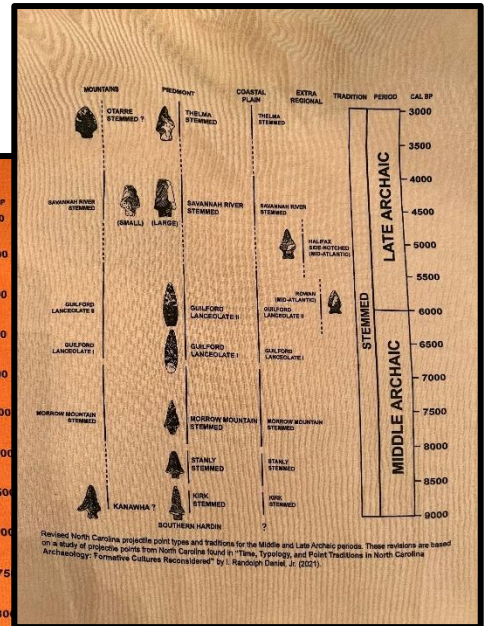 MOUNTAINS PIEDMONT COASTAL PLAIN EXTRA REGIONAL TRADITION PERIOD CAL BP
OTARRE STEMMED ? THELMA STEMMED THELMA STEMMED 3000
3500
4000
SAVANNAH RIVER STEMMED SAVANNAH RIVER STEMMED SAVANNAH RIVER STEMMED 4500
(SMALL) (LARGE)
HALIFAX SIDE-NOTCHED (MID-ATLANTIC) 5000
5500
ROWAN (MID-ATLANTIC)
GUILFORD LANCEOLATE II GUILFORD LANCEOLATE II GUILFORD LANCEOLATE II 6000
GUILFORD LANCEOLATE I GUILFORD LANCEOLATE I GUILFORD LANCEOLATE I 6500
7000
MORROW MOUNTAIN STEMMED MORROW MOUNTAIN STEMMED MORROW MOUNTAIN STEMMED 7500
8000
STANLY STEMMED STANLY STEMMED
8500
KANAWHA ? KIRK STEMMED KIRK STEMMED
9000
SOUTHERN HARDIN ?
STEMMED
LATE ARCHAIC
MIDDLE ARCHAIC
Revised North Carolina projectile point types and traditions for the Middle and Late Archaic periods. These revisions are based
on a study of projectile points from North Carolina found in "Time, Typology, and Point Traditions in North Carolina
Archaeology: Formative Cultures Reconsidered" by I. Randolph Daniel, Jr. (2021).